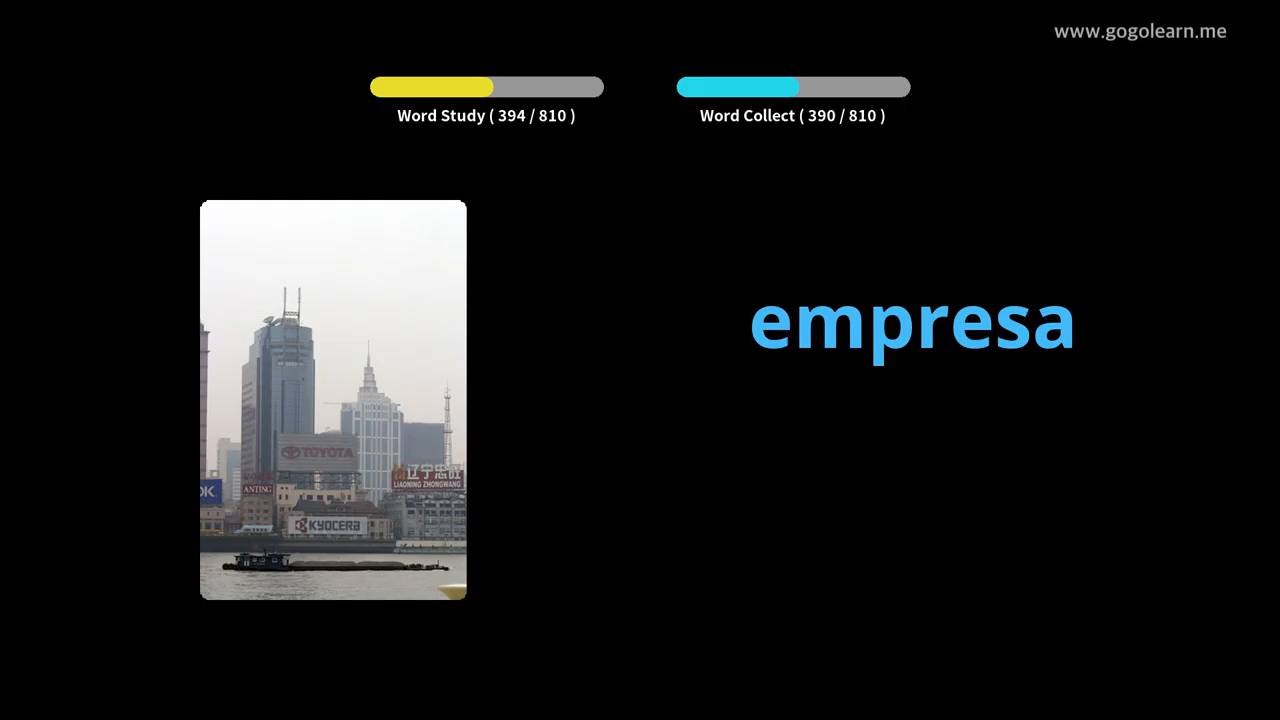 www.gogolearn.me
Word Study ( 394 / 810 )
Word Collect ( 390 / 810 )
empresa
TOYOTA
辽宁忠旺
LIAONING ZHONGWANG
OK
ANTING
KYOCERA